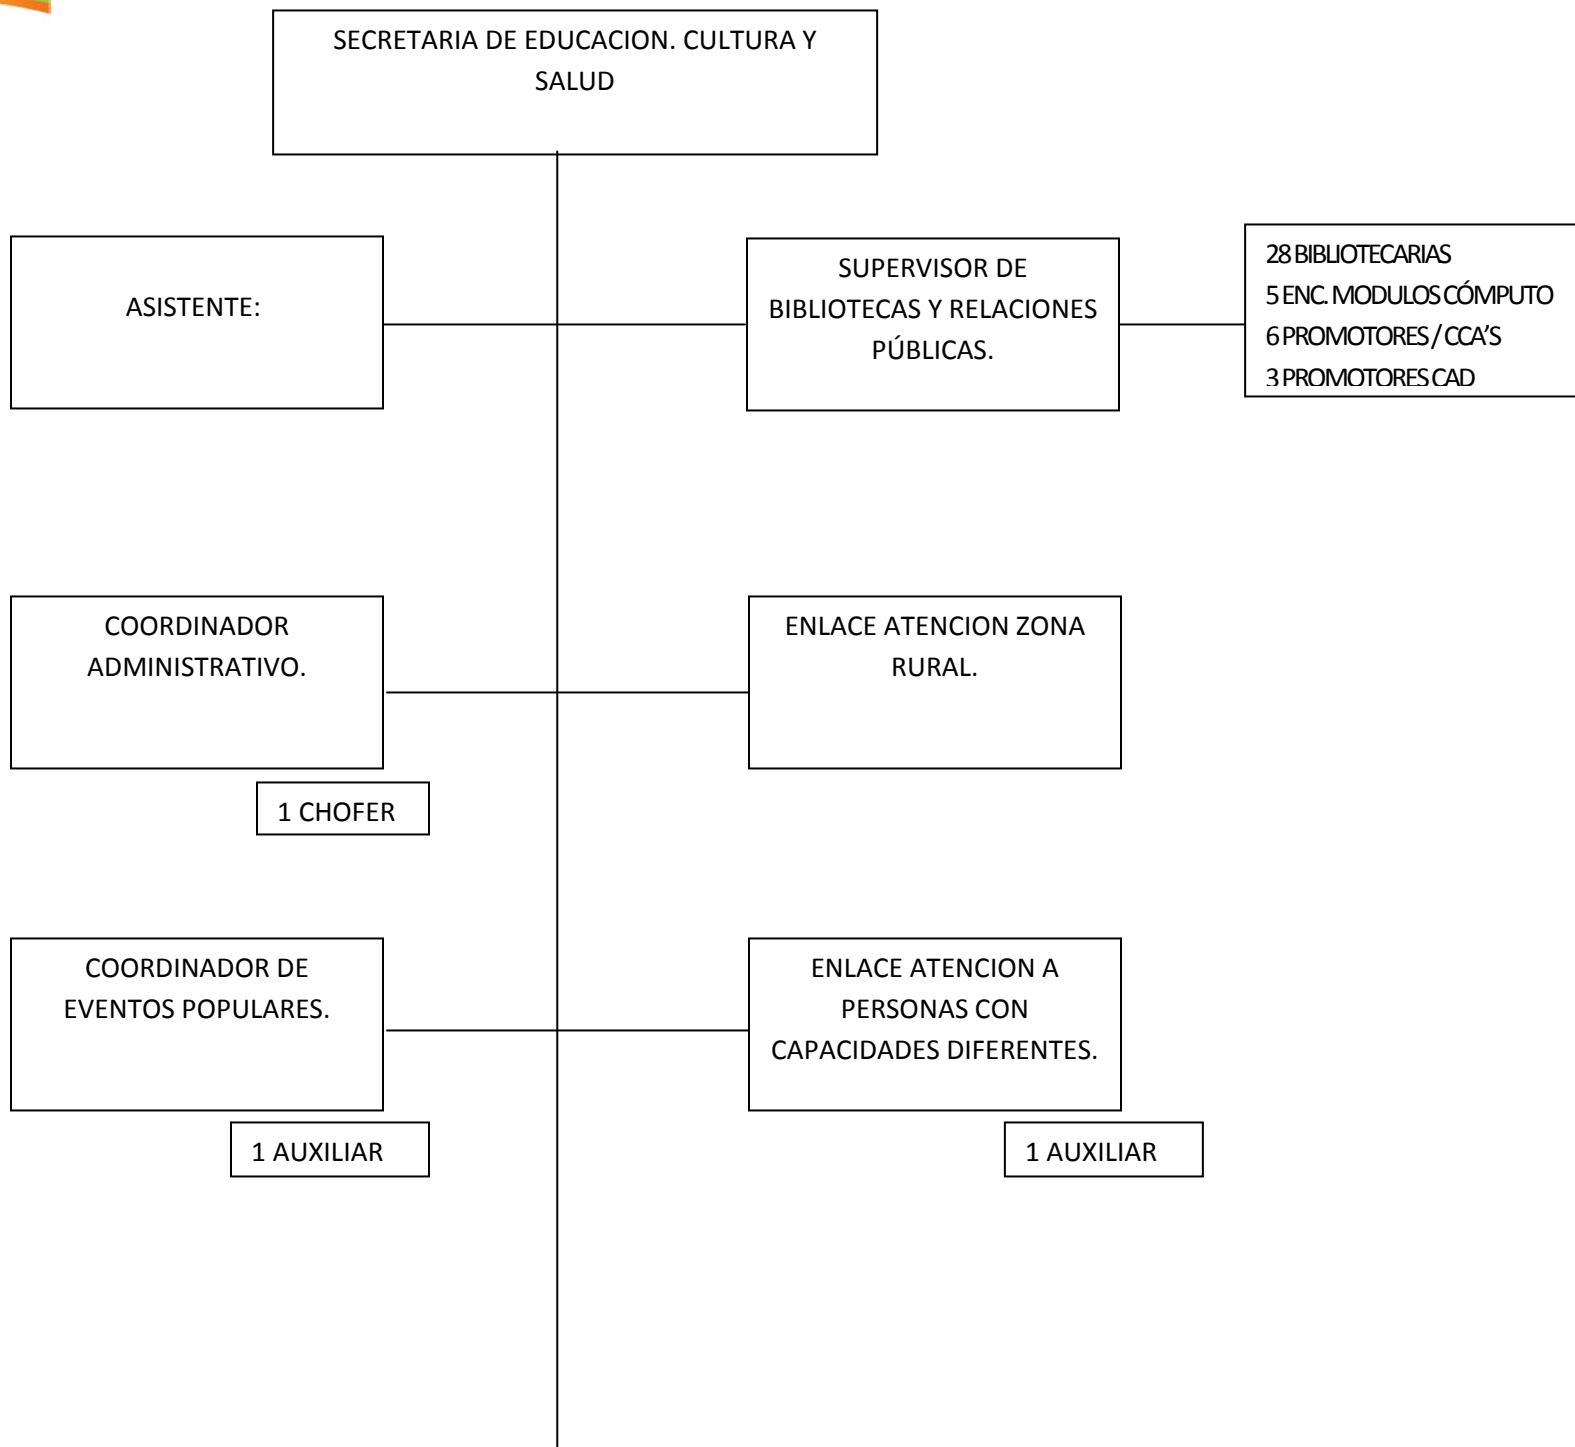 SECRETARIA DE EDUCACION. CULTURA Y
SALUD
ASISTENTE:
SUPERVISOR DE
BIBLIOTECAS Y RELACIONES
PÚBLICAS.
28 BIBLIOTECARIAS
5 ENC. MODULOS CÓMPUTO
6 PROMOTORES / CCA'S
3 PROMOTORES CAD
COORDINADOR
ADMINISTRATIVO.
ENLACE ATENCION ZONA
RURAL.
1 CHOFER
COORDINADOR DE
EVENTOS POPULARES.
ENLACE ATENCION A
PERSONAS CON
CAPACIDADES DIFERENTES.
1 AUXILIAR
1 AUXILIAR